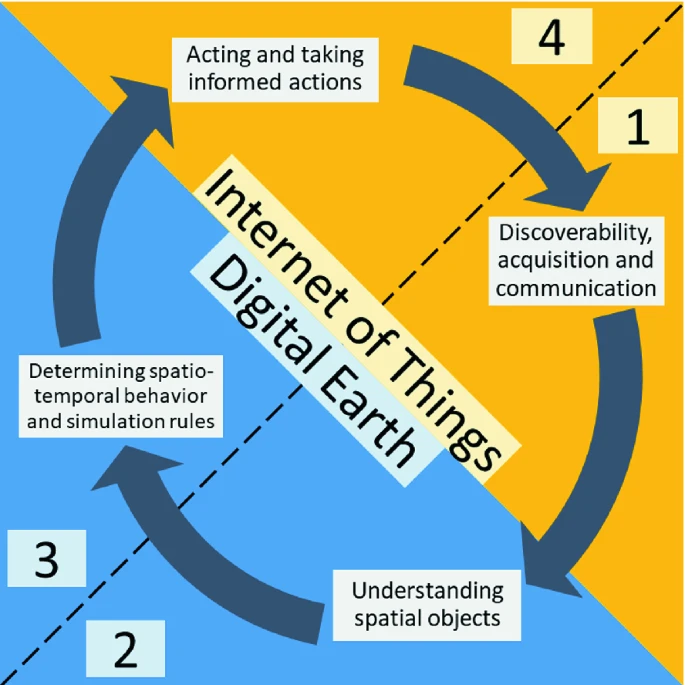 4
Acting and taking
informed actions
1
Internet of Things
Digital Earth
Discoverability,
acquisition and
communication
Determining spatio-
temporal behavior
and simulation rules
3
Understanding
spatial objects
2